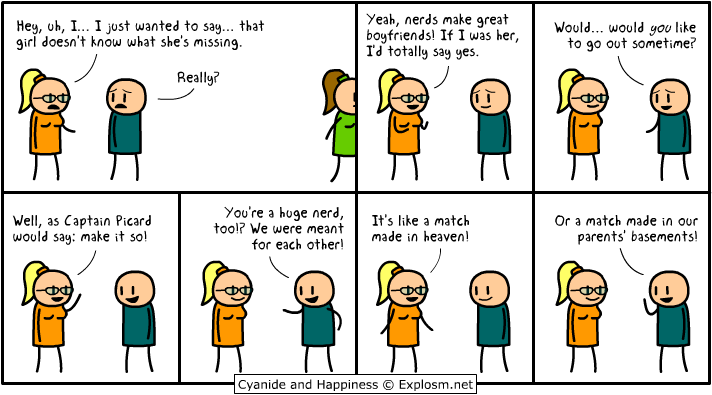 Hey, uh, I... I just wanted to say... that
girl doesn't know what she's missing.
Really?
Yeah, nerds make great
boyfriends! If I was her,
I'd totally say yes.
Would... would you like
to go out sometime?
Well, as Captain Picard
would say: make it so!
You're a huge nerd,
too!? We were meant
for each other!
It's like a match
made in heaven!
Or a match made in our
parents' basements!
Cyanide and Happiness © Explosm.net